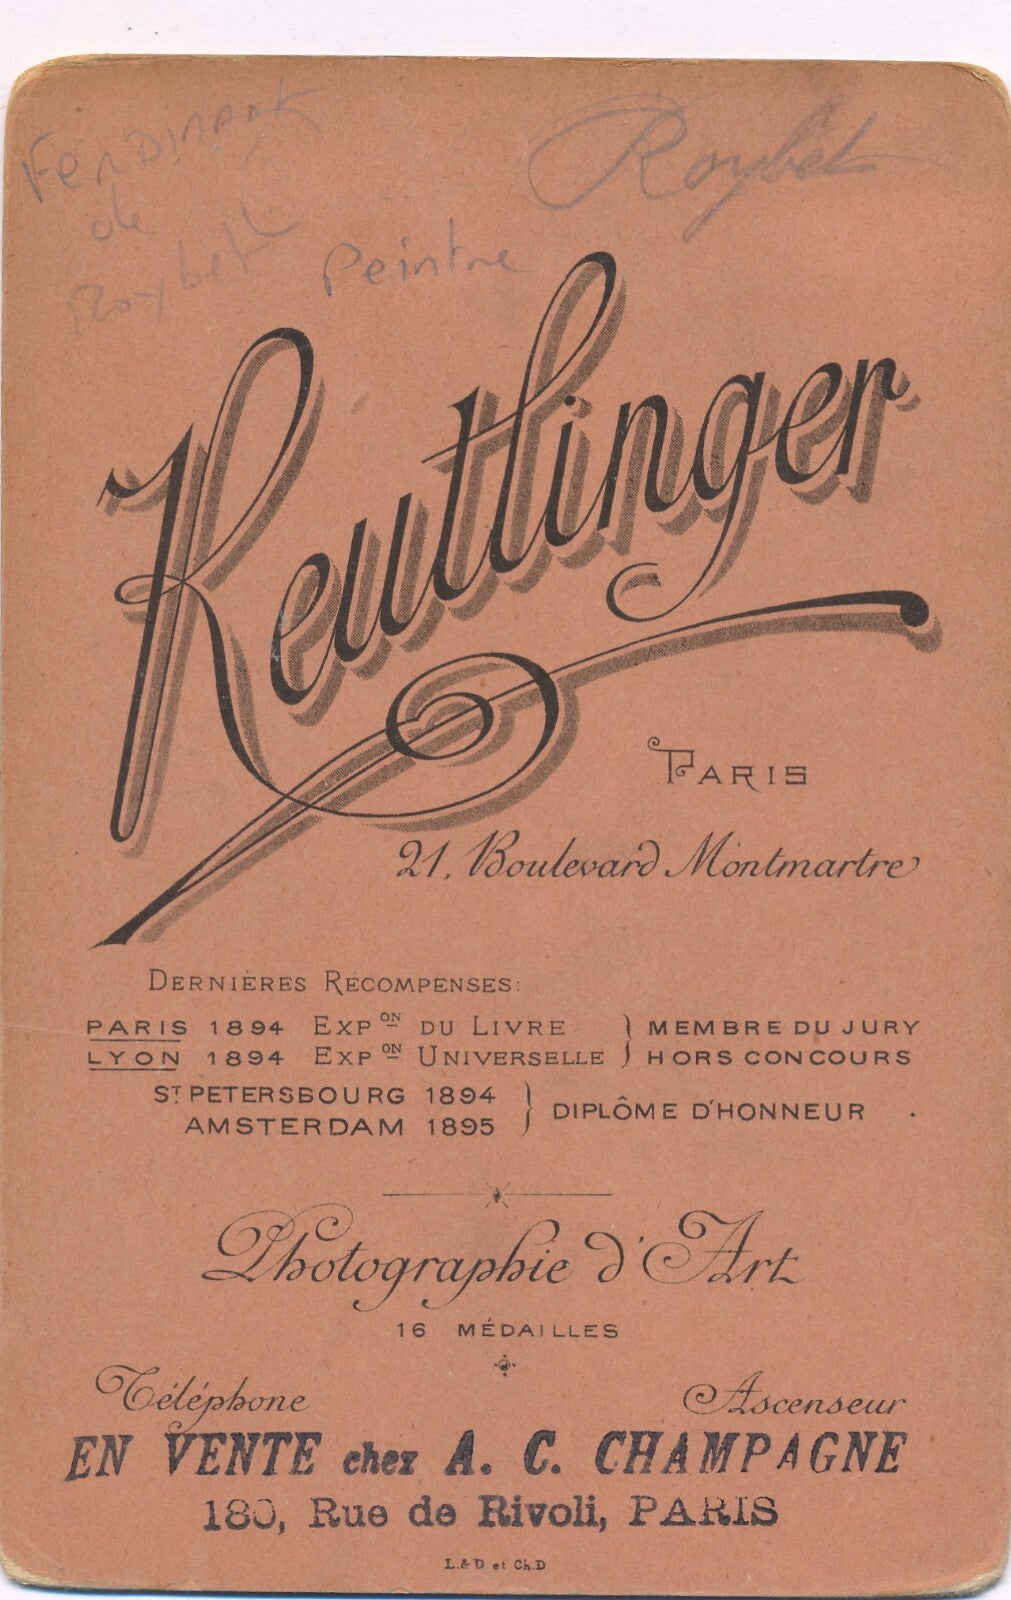 Ferdinand
de
Roybet
Roybet
Peintre
Reutlinger
PARIS
21, Boulevard Montmartre
DERNIÈRES RÉCOMPENSES:
PARIS 1894 EXPON DU LIVRE } MEMBRE DU JURY
LYON 1894 EXPON UNIVERSELLE } HORS CONCOURS
ST PETERSBOURG 1894
AMSTERDAM 1895 } DIPLÔME D'HONNEUR
Photographie d'Art
16 MÉDAILLES
Téléphone Ascenseur
EN VENTE chez A. C. CHAMPAGNE
180, Rue de Rivoli, PARIS
L.& D. et Ch.D